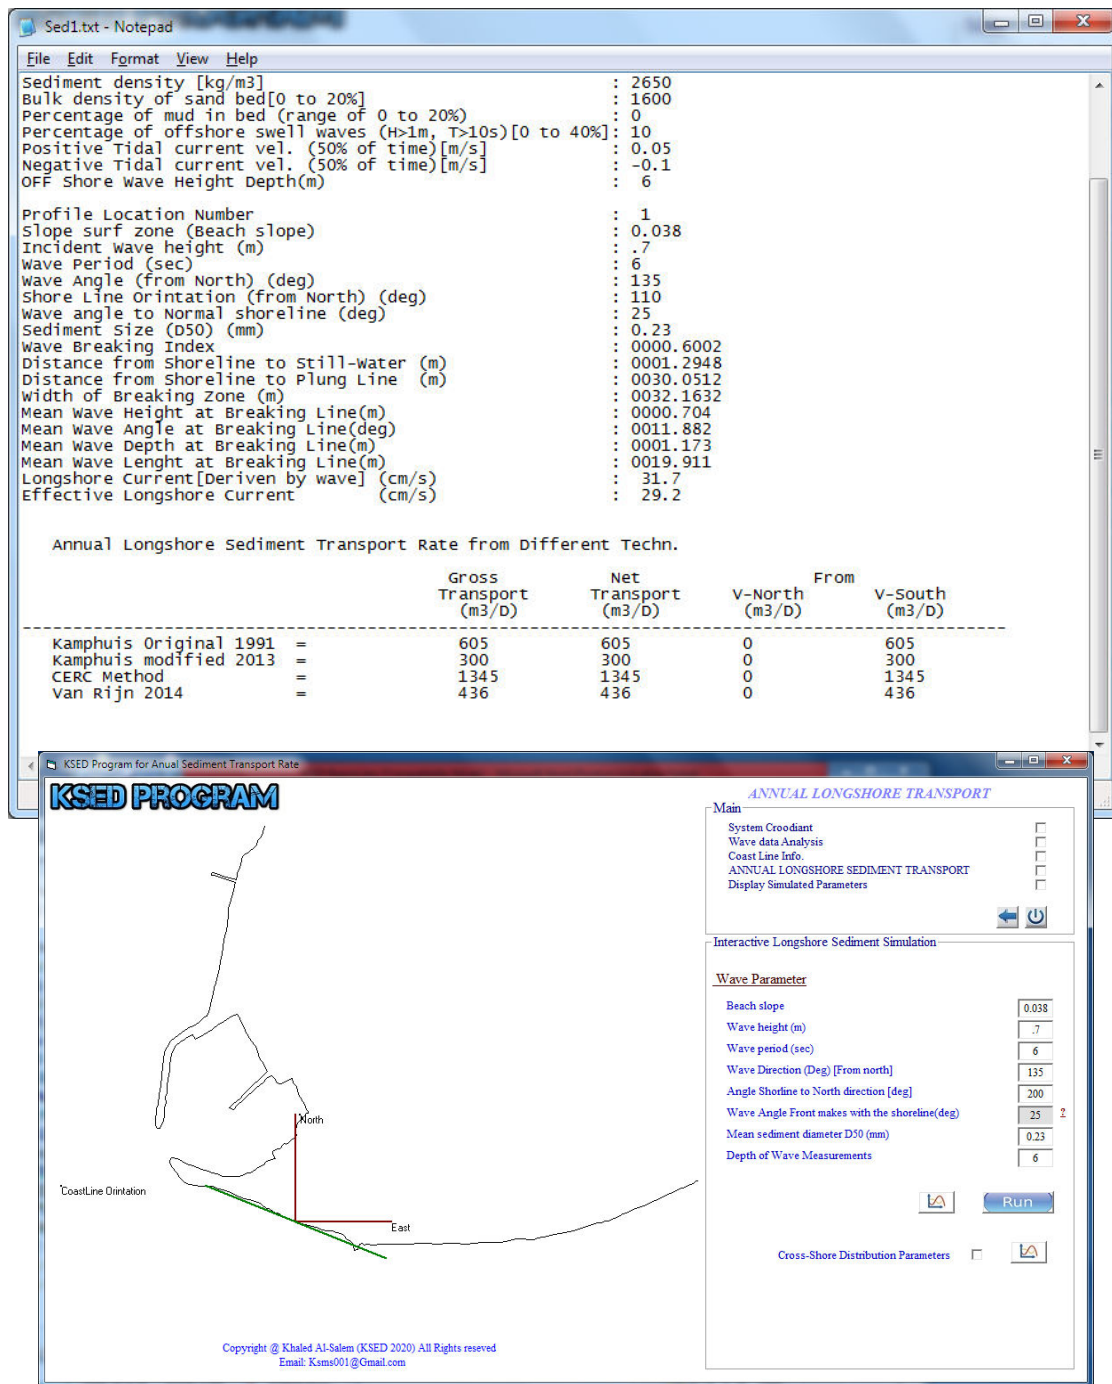 Sed1.txt - Notepad
File Edit Format View Help
Sediment density [kg/m3] : 2650
Bulk density of sand bed[0 to 20%] : 1600
Percentage of mud in bed (range of 0 to 20%) : 0
Percentage of offshore swell waves (H>1m, T>10s)[0 to 40%]: 10
Positive Tidal current vel. (50% of time)[m/s] : 0.05
Negative Tidal current vel. (50% of time)[m/s] : -0.1
OFF Shore Wave Height Depth(m) : 6
Profile Location Number : 1
Slope surf zone (Beach slope) : 0.038
Incident Wave height (m) : .7
Wave Period (sec) : 6
Wave Angle (from North) (deg) : 135
Shore Line Orintation (from North) (deg) : 110
Wave angle to Normal shoreline (deg) : 25
Sediment Size (D50) (mm) : 0.23
Wave Breaking Index : 0000.6002
Distance from Shoreline to Still-Water (m) : 0001.2948
Distance from Shoreline to Plung Line (m) : 0030.0512
Width of Breaking Zone (m) : 0032.1632
Mean Wave Height at Breaking Line(m) : 0000.704
Mean Wave Angle at Breaking Line(deg) : 0011.882
Mean Wave Depth at Breaking Line(m) : 0001.173
Mean Wave Lenght at Breaking Line(m) : 0019.911
Longshore Current[Deriven by wave] (cm/s) : 31.7
Effective Longshore Current (cm/s) : 29.2
Annual Longshore Sediment Transport Rate from Different Techn.
Gross Net From
Transport Transport V-North V-South
(m3/D) (m3/D) (m3/D) (m3/D)
Kamphuis Original 1991 = 605 605 0 605
Kamphuis modified 2013 = 300 300 0 300
CERC Method = 1345 1345 0 1345
Van Rijn 2014 = 436 436 0 436
KSED Program for Anual Sediment Transport Rate
KSED PROGRAM
ANNUAL LONGSHORE TRANSPORT
Main
System Croodiant
Wave data Analysis
Coast Line Info.
ANNUAL LONGSHORE SEDIMENT TRANSPORT
Display Simulated Parameters
Interactive Longshore Sediment Simulation
Wave Parameter
Beach slope 0.038
Wave height (m) .7
Wave period (sec) 6
Wave Direction (Deg) [From north] 135
Angle Shorline to North direction [deg] 200
Wave Angle Front makes with the shoreline(deg) 25 ?
Mean sediment diameter D50 (mm) 0.23
Depth of Wave Measurements 6
Run
Cross-Shore Distribution Parameters
North
CoastLine Orintation
East
Copyright @ Khaled Al-Salem (KSED 2020) All Rights reseved
Email: Ksms001@Gmail.com